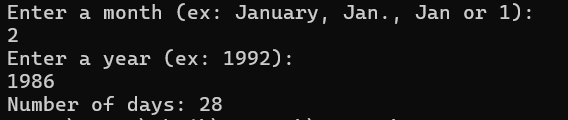 Enter a month (ex: January, Jan., Jan or 1):
2
Enter a year (ex: 1992):
1986
Number of days: 28